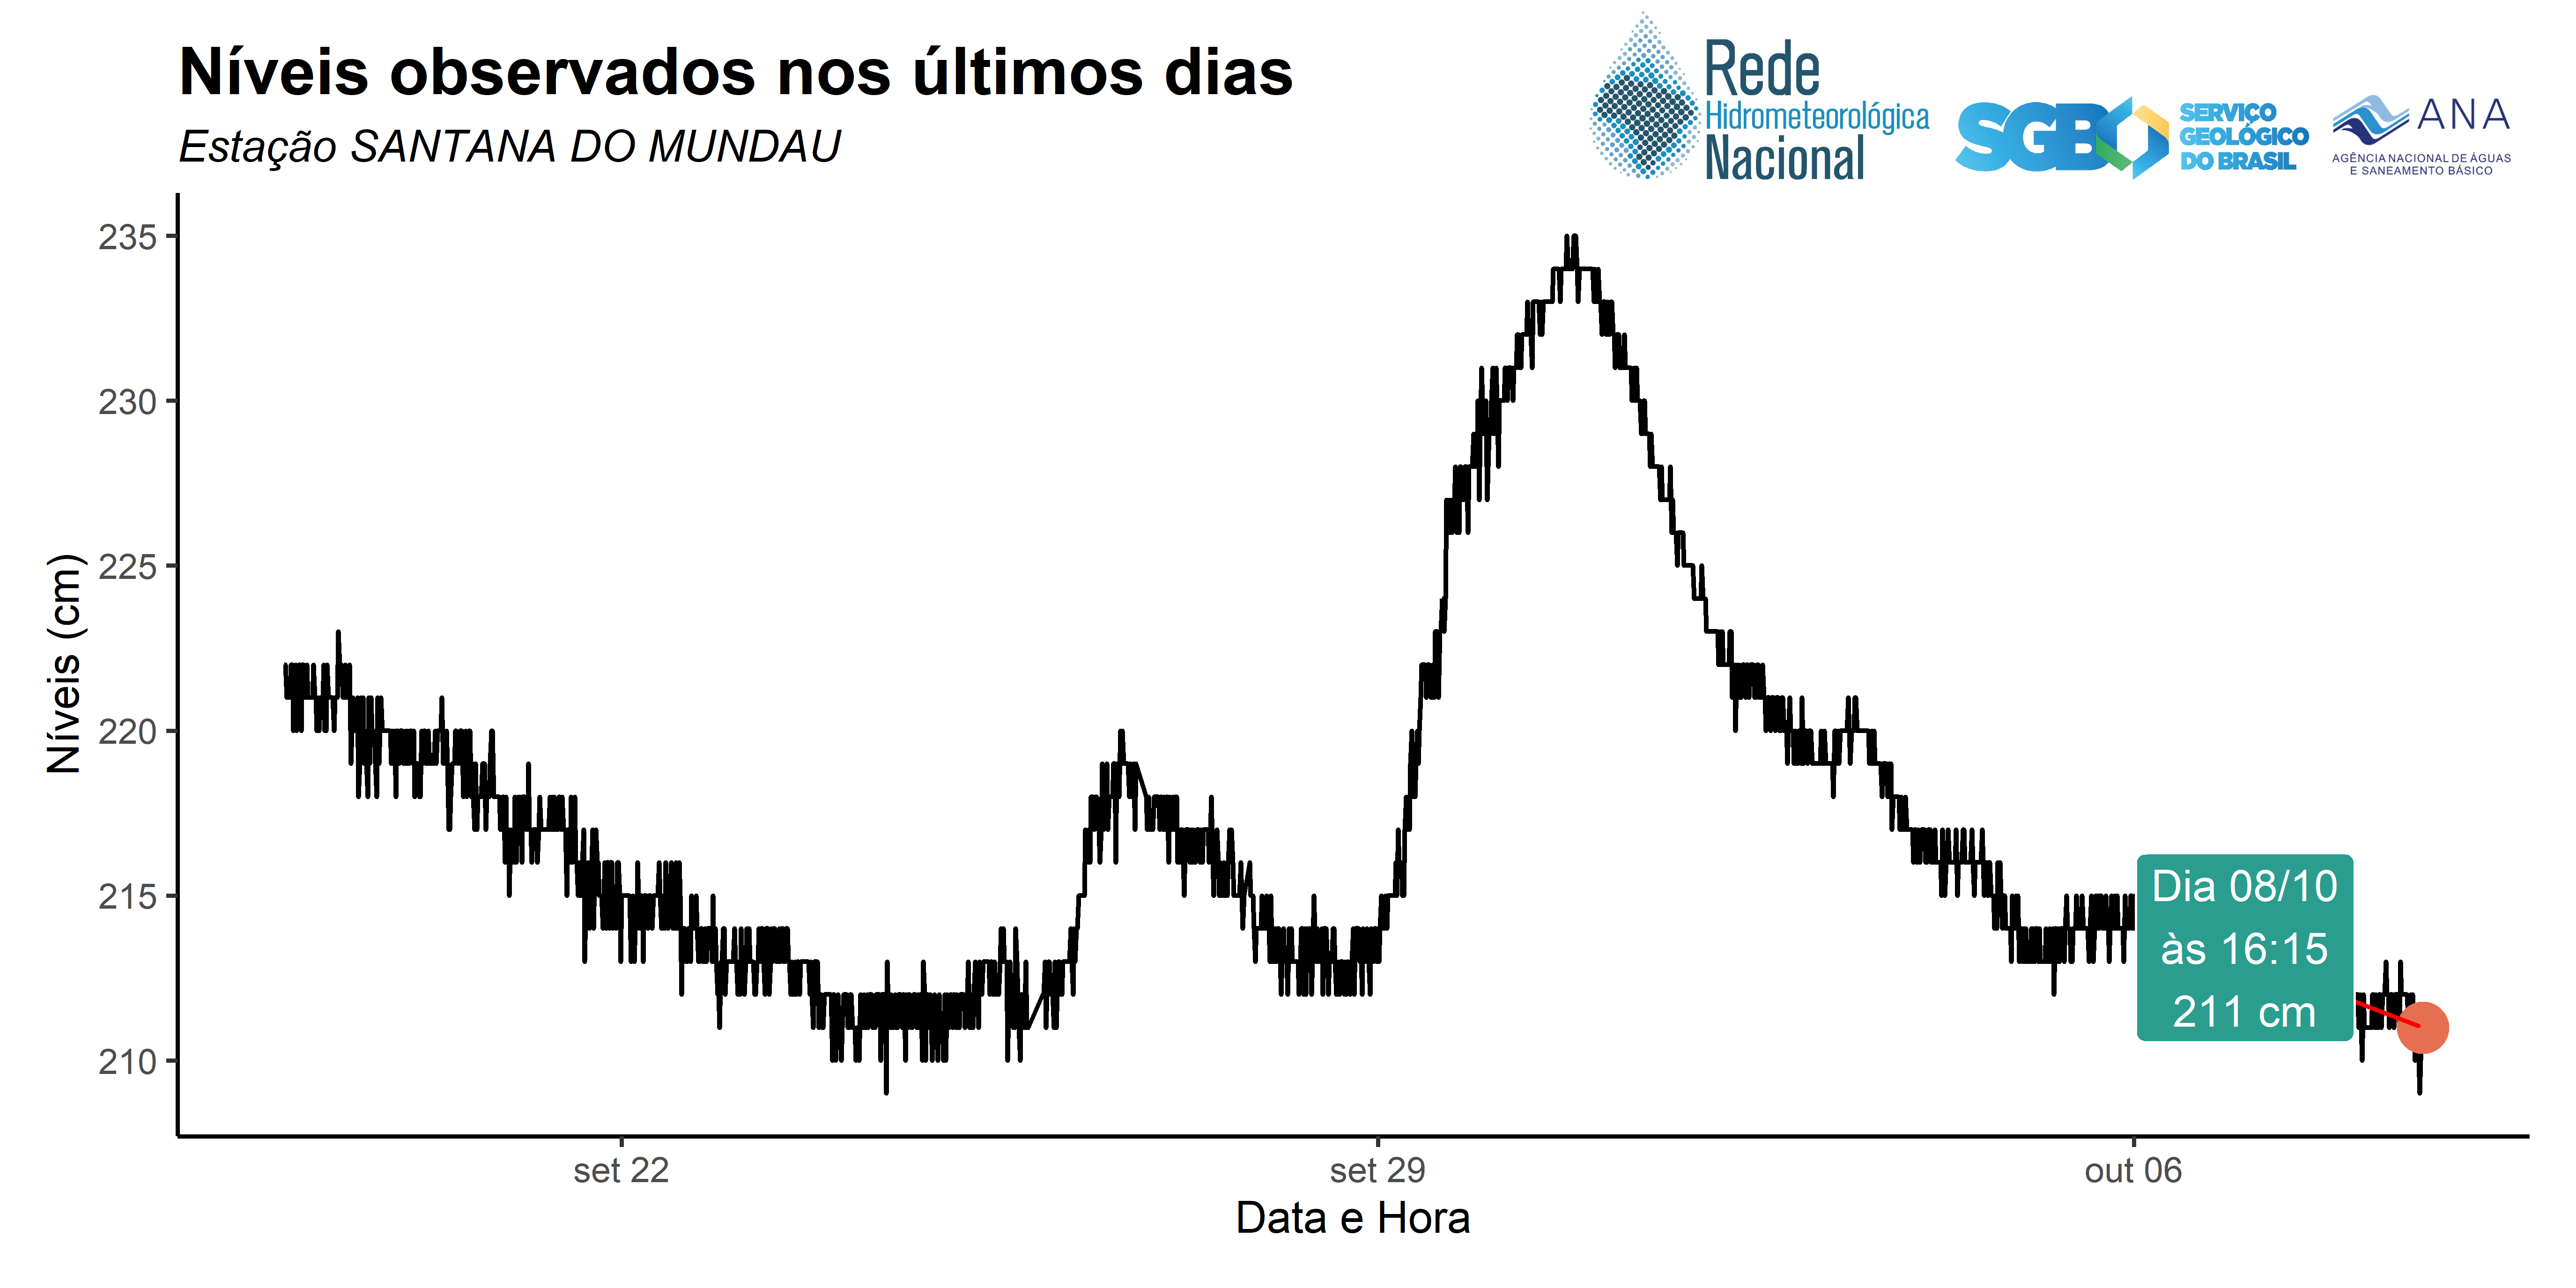 Níveis observados nos últimos dias
Estação SANTANA DO MUNDAU
Rede
Hidrometeorológica
Nacional
SGB
SERVIÇO
GEOLÓGICO
DO BRASIL
ANA
AGÊNCIA NACIONAL DE ÁGUAS
E SANEAMENTO BÁSICO
Níveis (cm)
235
230
225
220
215
210
Dia 08/10
às 16:15
211 cm
set 22
set 29
out 06
Data e Hora